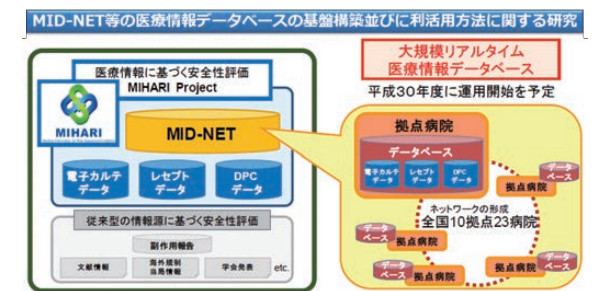 MID-NET等の医療情報データベースの基盤構築並びに利活用方法に関する研究
医療情報に基づく安全性評価
MIHARI Project
MIHARI
MID-NET
電子カルテ
データ
レセプト
データ
DPC
データ
従来型の情報源に基づく安全性評価
副作用報告
文献情報
海外規制
当局情報
学会発表
etc.
大規模リアルタイム
医療情報データベース
平成30年度に運用開始を予定
拠点病院
データベース
電子カルテ
データ
レセプト
データ
DPC
データ
データ
ベース
拠点病院
ネットワークの形成
全国10拠点23病院
データ
ベース
拠点病院
データ
ベース
拠点病院
データ
ベース
拠点病院